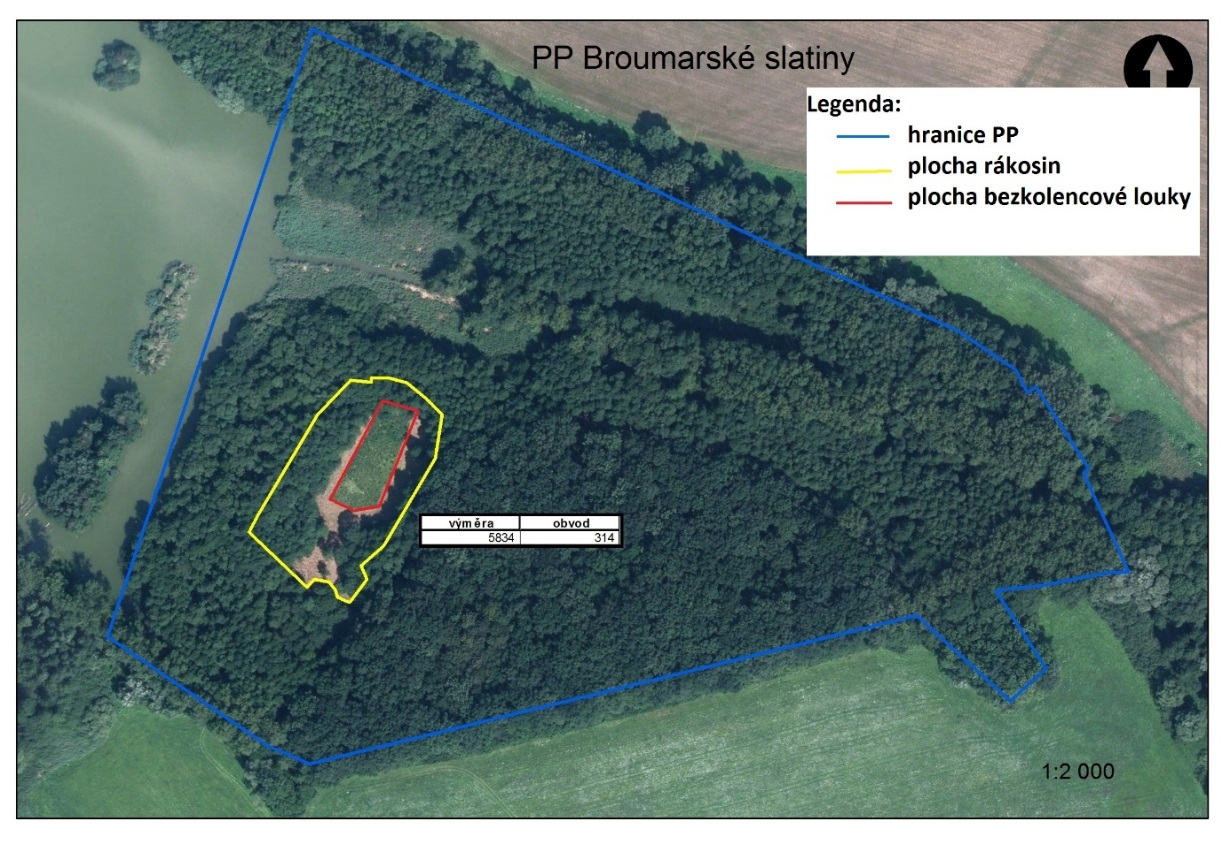 PP Broumarské slatiny
Legenda:
hranice PP
plocha rákosin
plocha bezkolencové louky
výměra obvod
5834 314
1:2 000